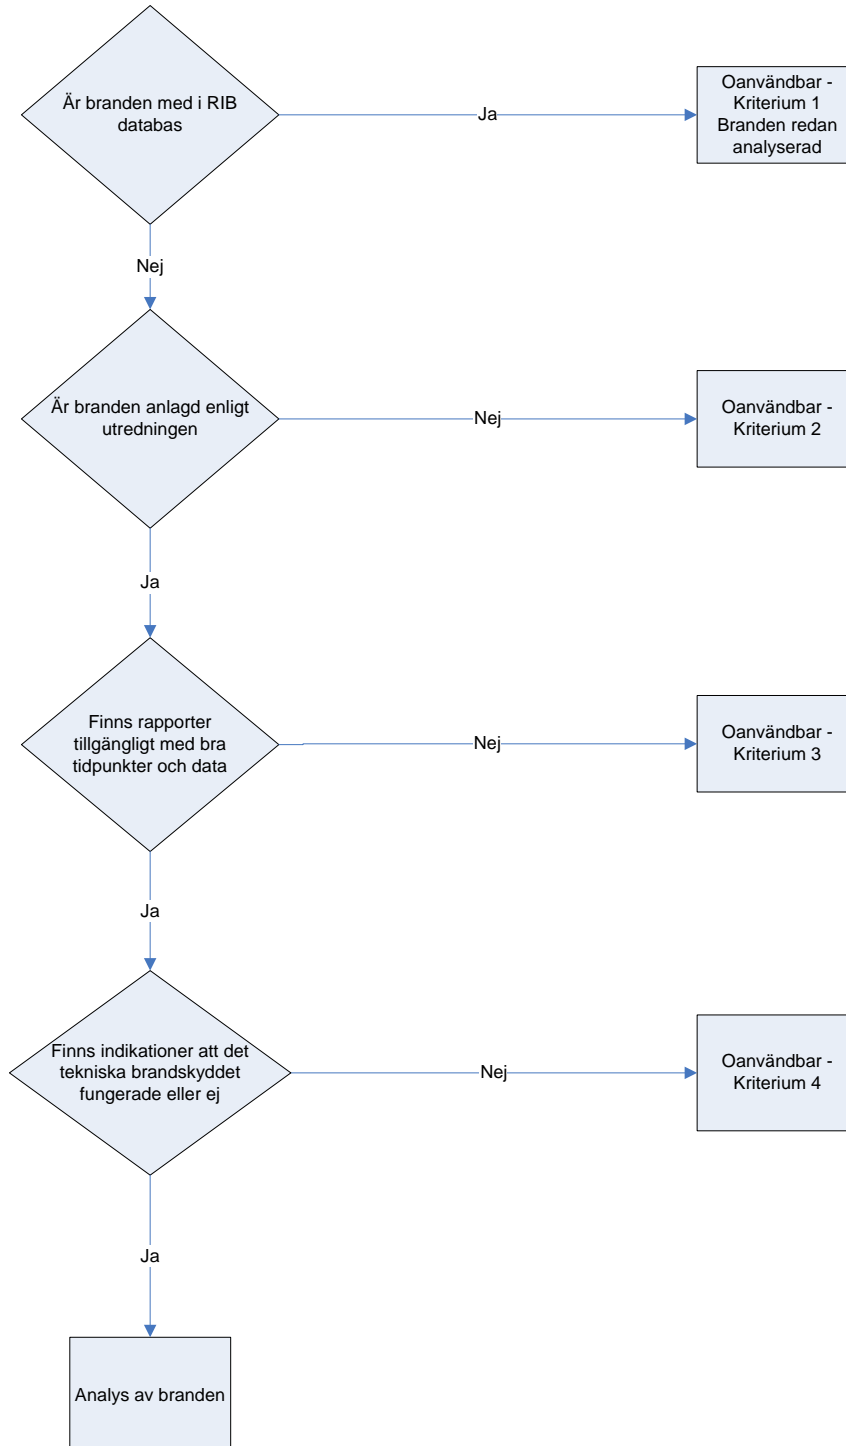 Är branden med i RIB
databas
Ja
Oanvändbar -
Kriterium 1
Branden redan
analyserad
Nej
Är branden anlagd enligt
utredningen
Nej
Oanvändbar -
Kriterium 2
Ja
Finns rapporter
tillgängligt med bra
tidpunkter och data
Nej
Oanvändbar -
Kriterium 3
Ja
Finns indikationer att det
tekniska brandskyddet
fungerade eller ej
Nej
Oanvändbar -
Kriterium 4
Ja
Analys av branden